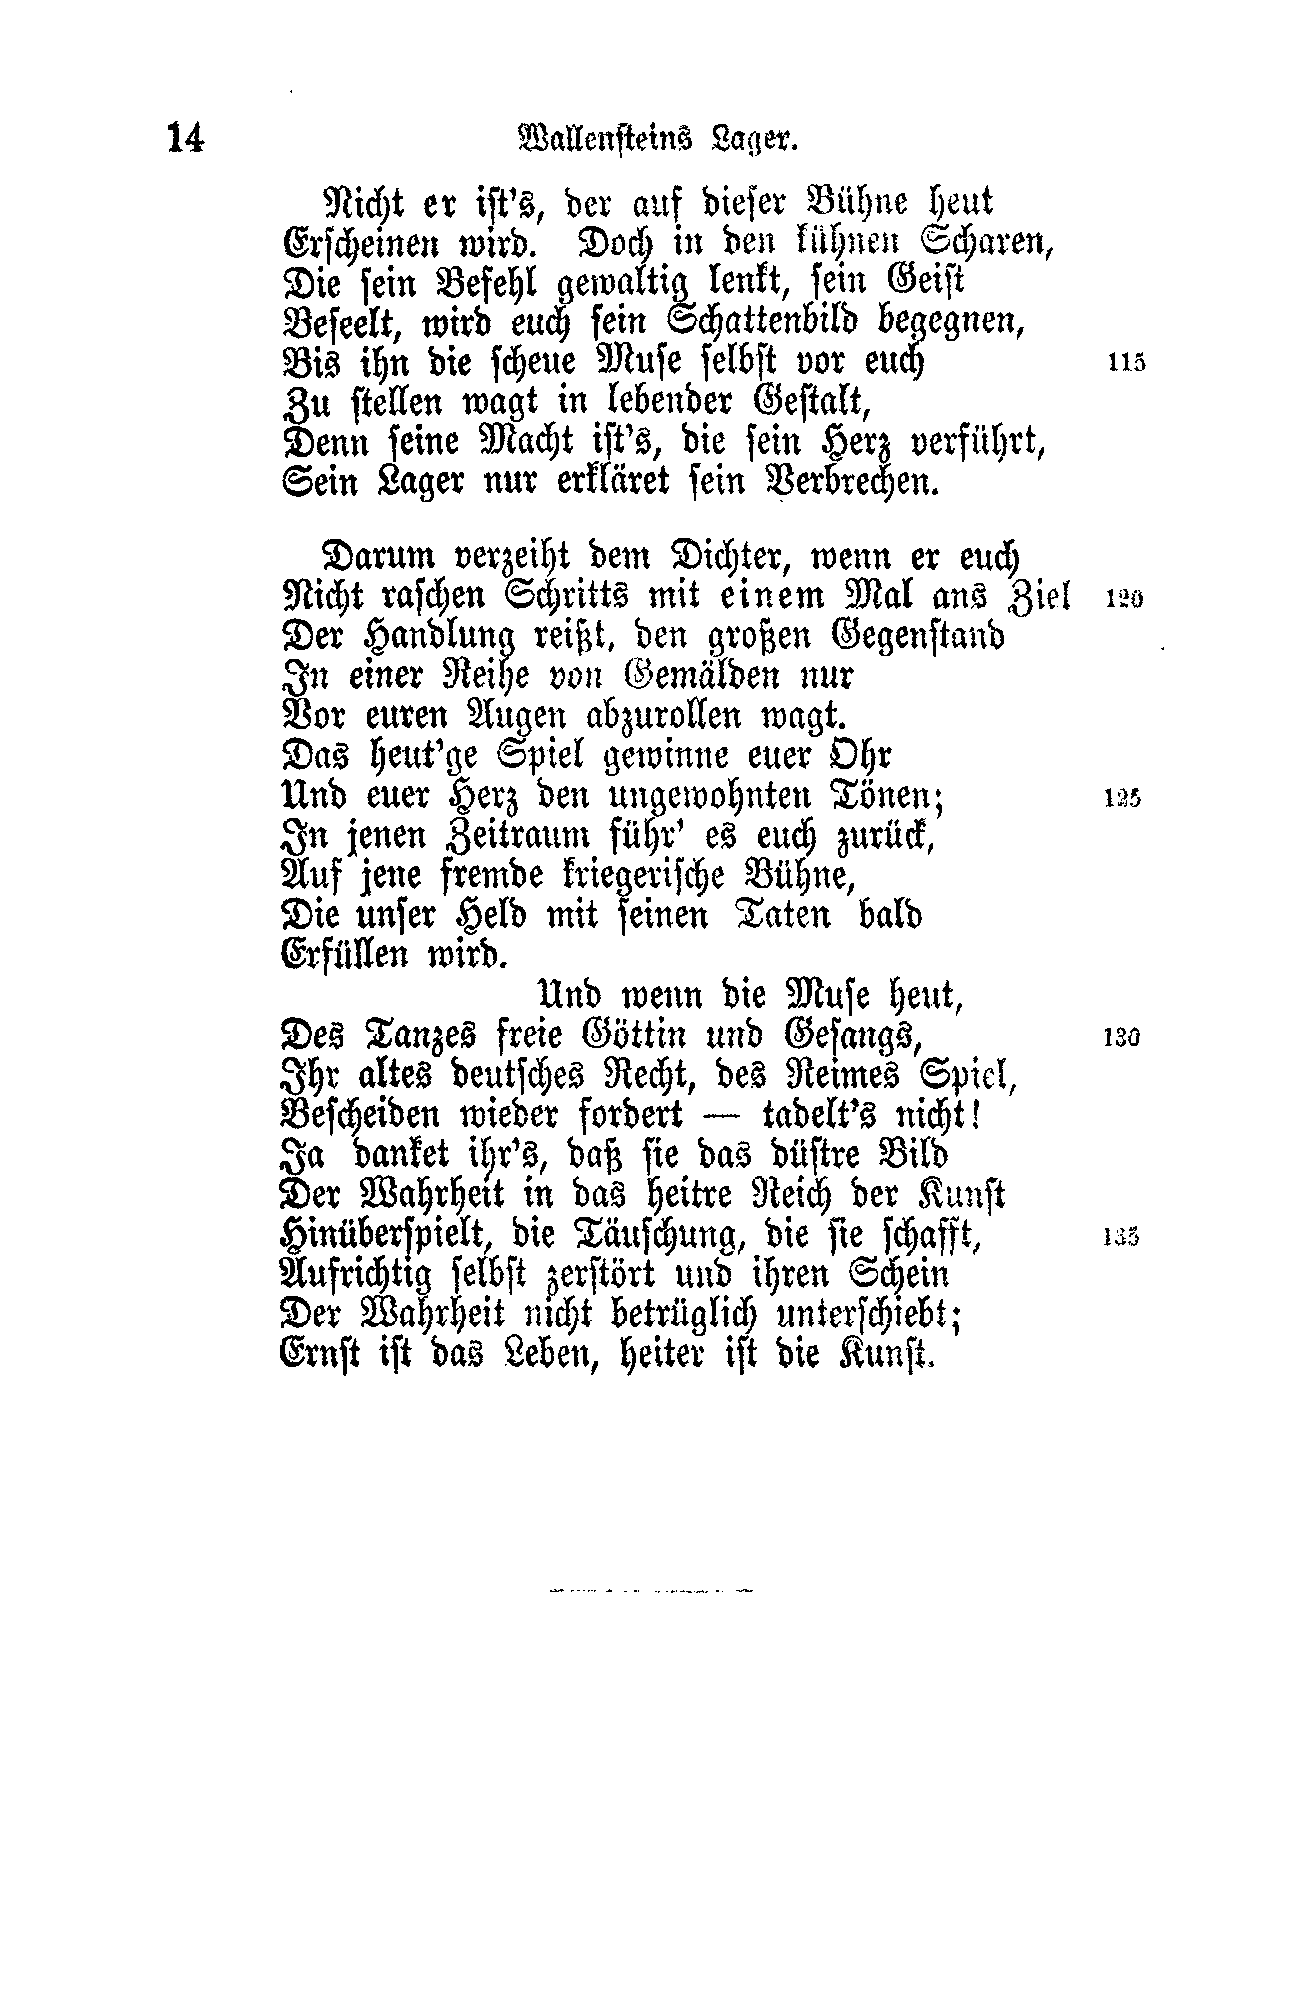 14 Wallensteins Lager.
Nicht er ist's, der auf dieser Bühne heut
Erscheinen wird. Doch in den kühnen Scharen,
Die sein Befehl gewaltig lenkt, sein Geist
Beseelt, wird euch sein Schattenbild begegnen,
Bis ihn die scheue Muse selbst vor euch 115
Zu stellen wagt in lebender Gestalt,
Denn seine Macht ist's, die sein Herz verführt,
Sein Lager nur erkläret sein Verbrechen.
Darum verzeiht dem Dichter, wenn er euch
Nicht raschen Schritts mit einem Mal ans Ziel 120
Der Handlung reißt, den großen Gegenstand
In einer Reihe von Gemälden nur
Vor euren Augen abzurollen wagt.
Das heut'ge Spiel gewinne euer Ohr
Und euer Herz den ungewohnten Tönen; 125
In jenen Zeitraum führ' es euch zurück,
Auf jene fremde kriegerische Bühne,
Die unser Held mit seinen Taten bald
Erfüllen wird.
Und wenn die Muse heut,
Des Tanzes freie Göttin und Gesangs, 130
Ihr altes deutsches Recht, des Reimes Spiel,
Bescheiden wieder fordert — tadelt's nicht!
Ja danket ihr's, daß sie das düstre Bild
Der Wahrheit in das heitre Reich der Kunst
Hinüberspielt, die Täuschung, die sie schafft, 135
Aufrichtig selbst zerstört und ihren Schein
Der Wahrheit nicht betrüglich unterschiebt;
Ernst ist das Leben, heiter ist die Kunst.